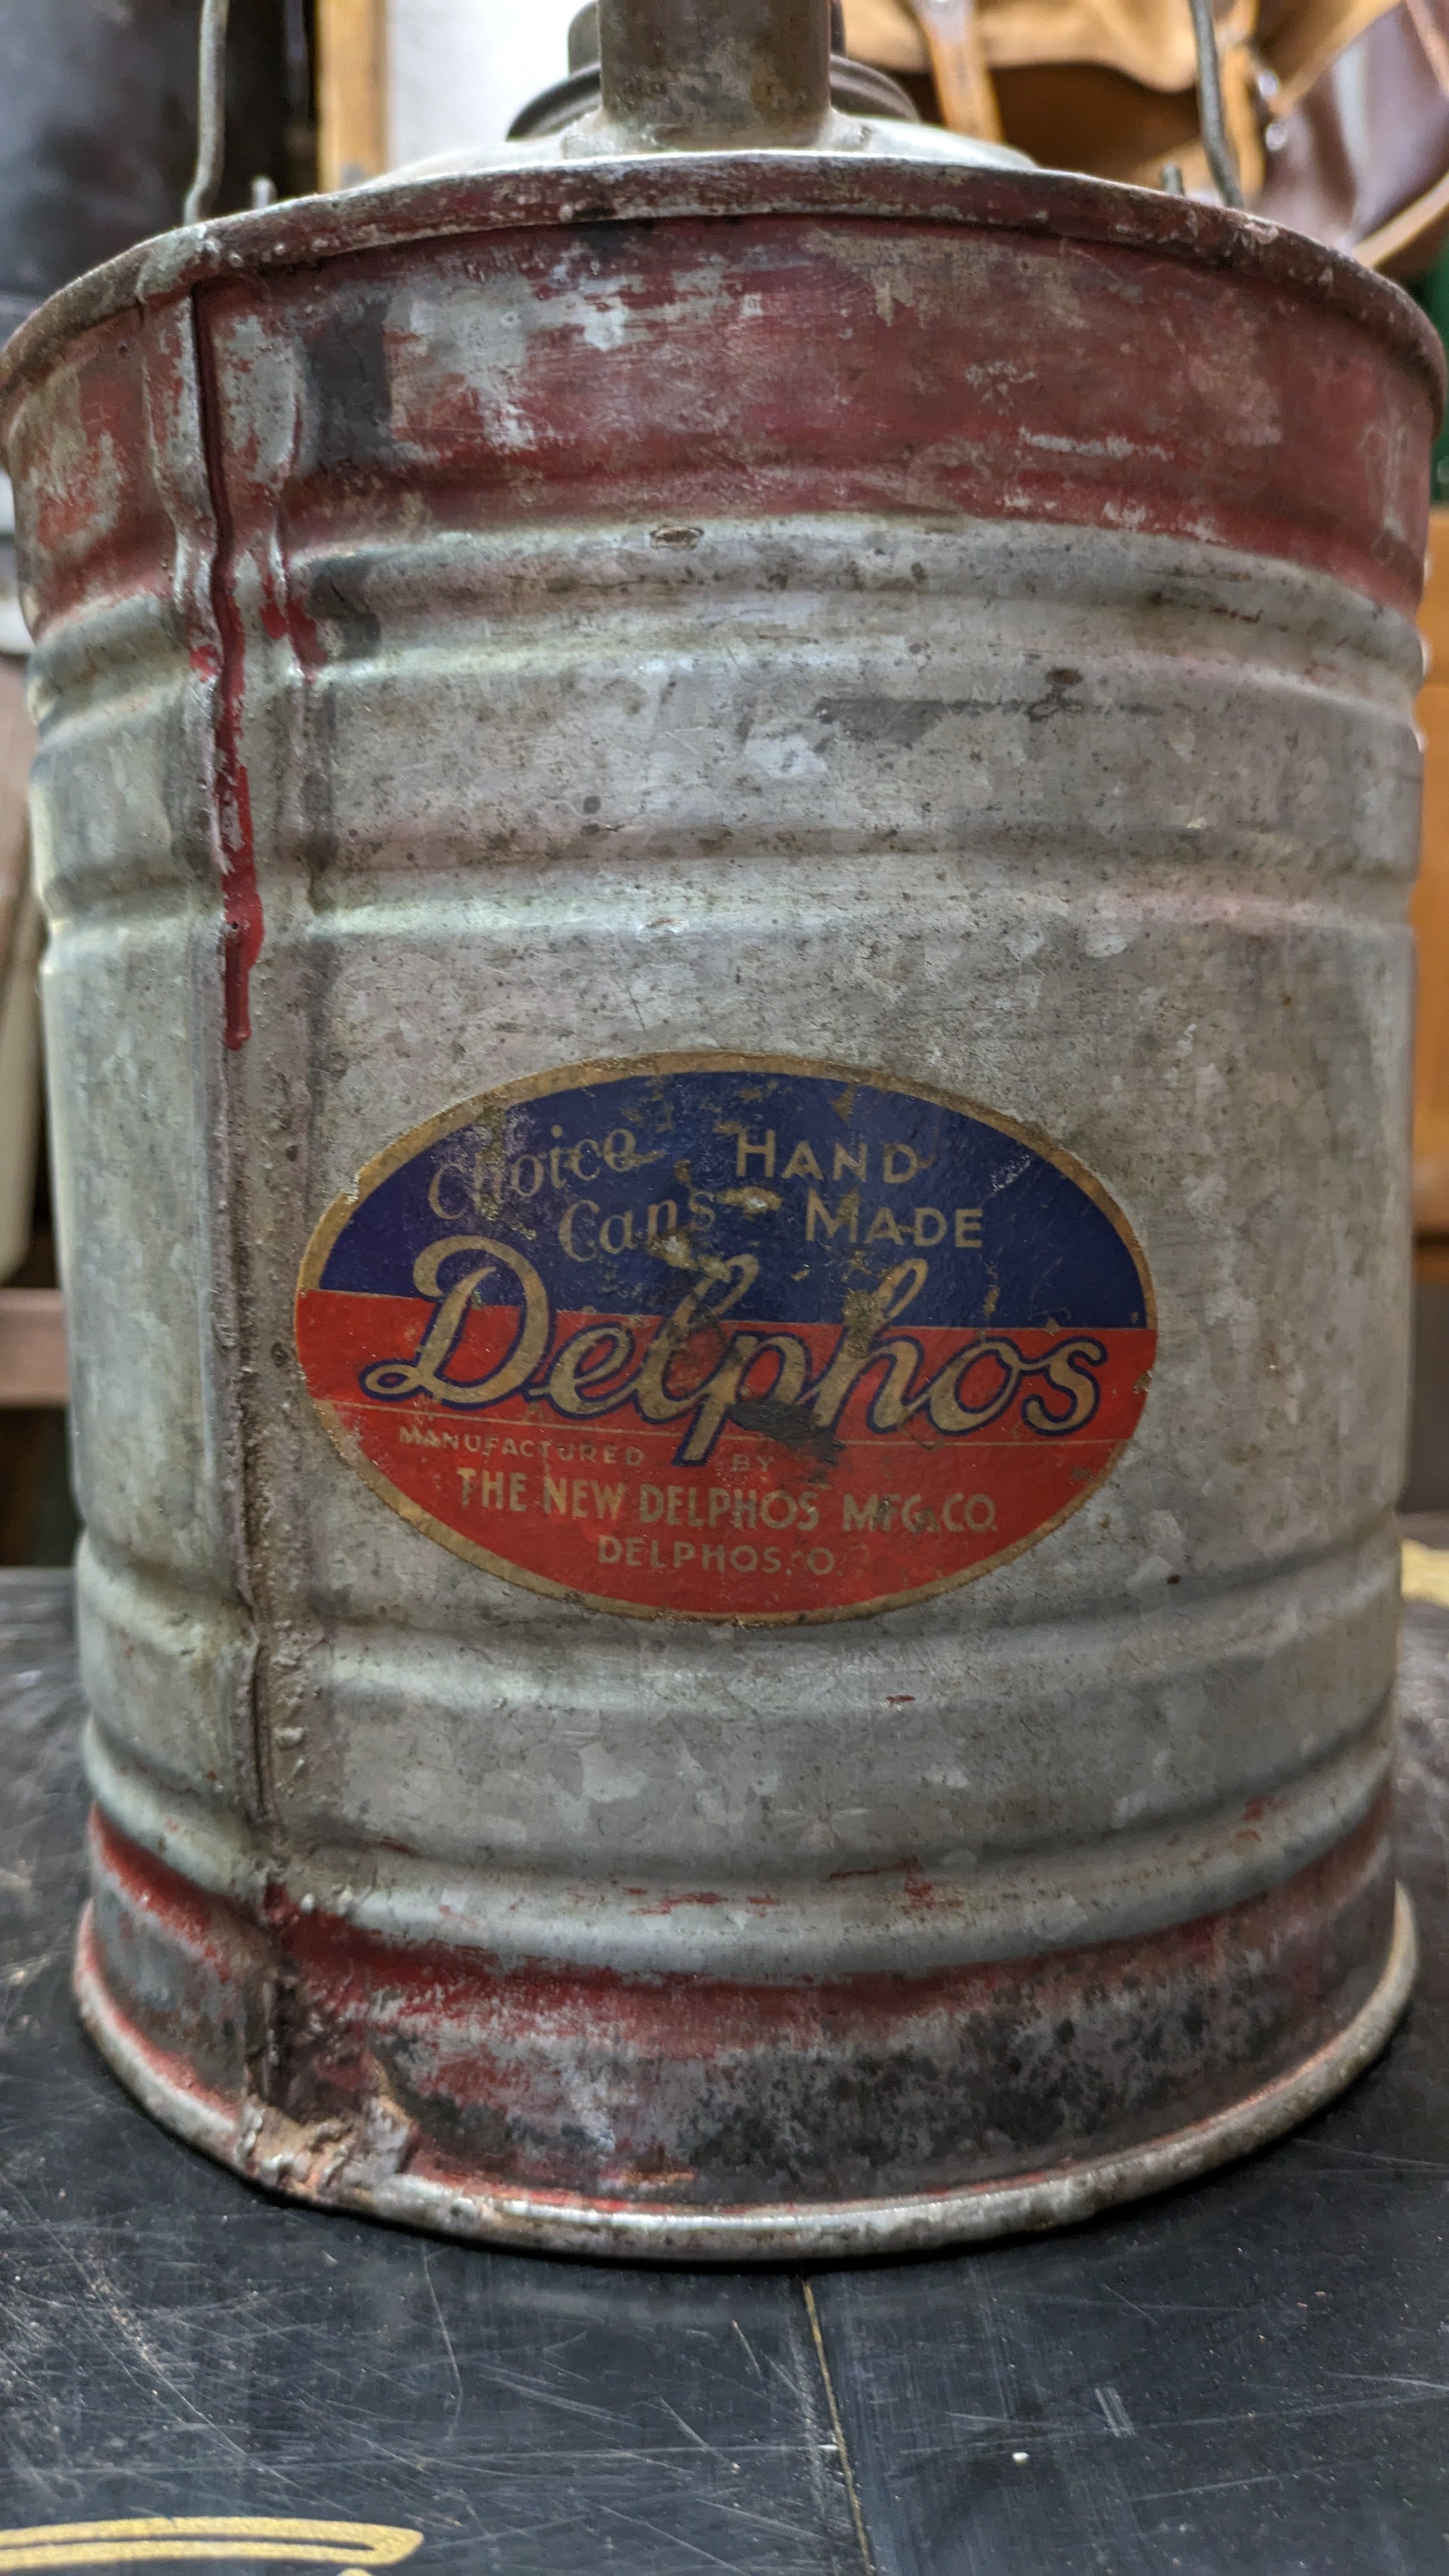 Choice HAND
Cans MADE
Delphos
MANUFACTURED BY
THE NEW DELPHOS MFG. CO.
DELPHOS, O.